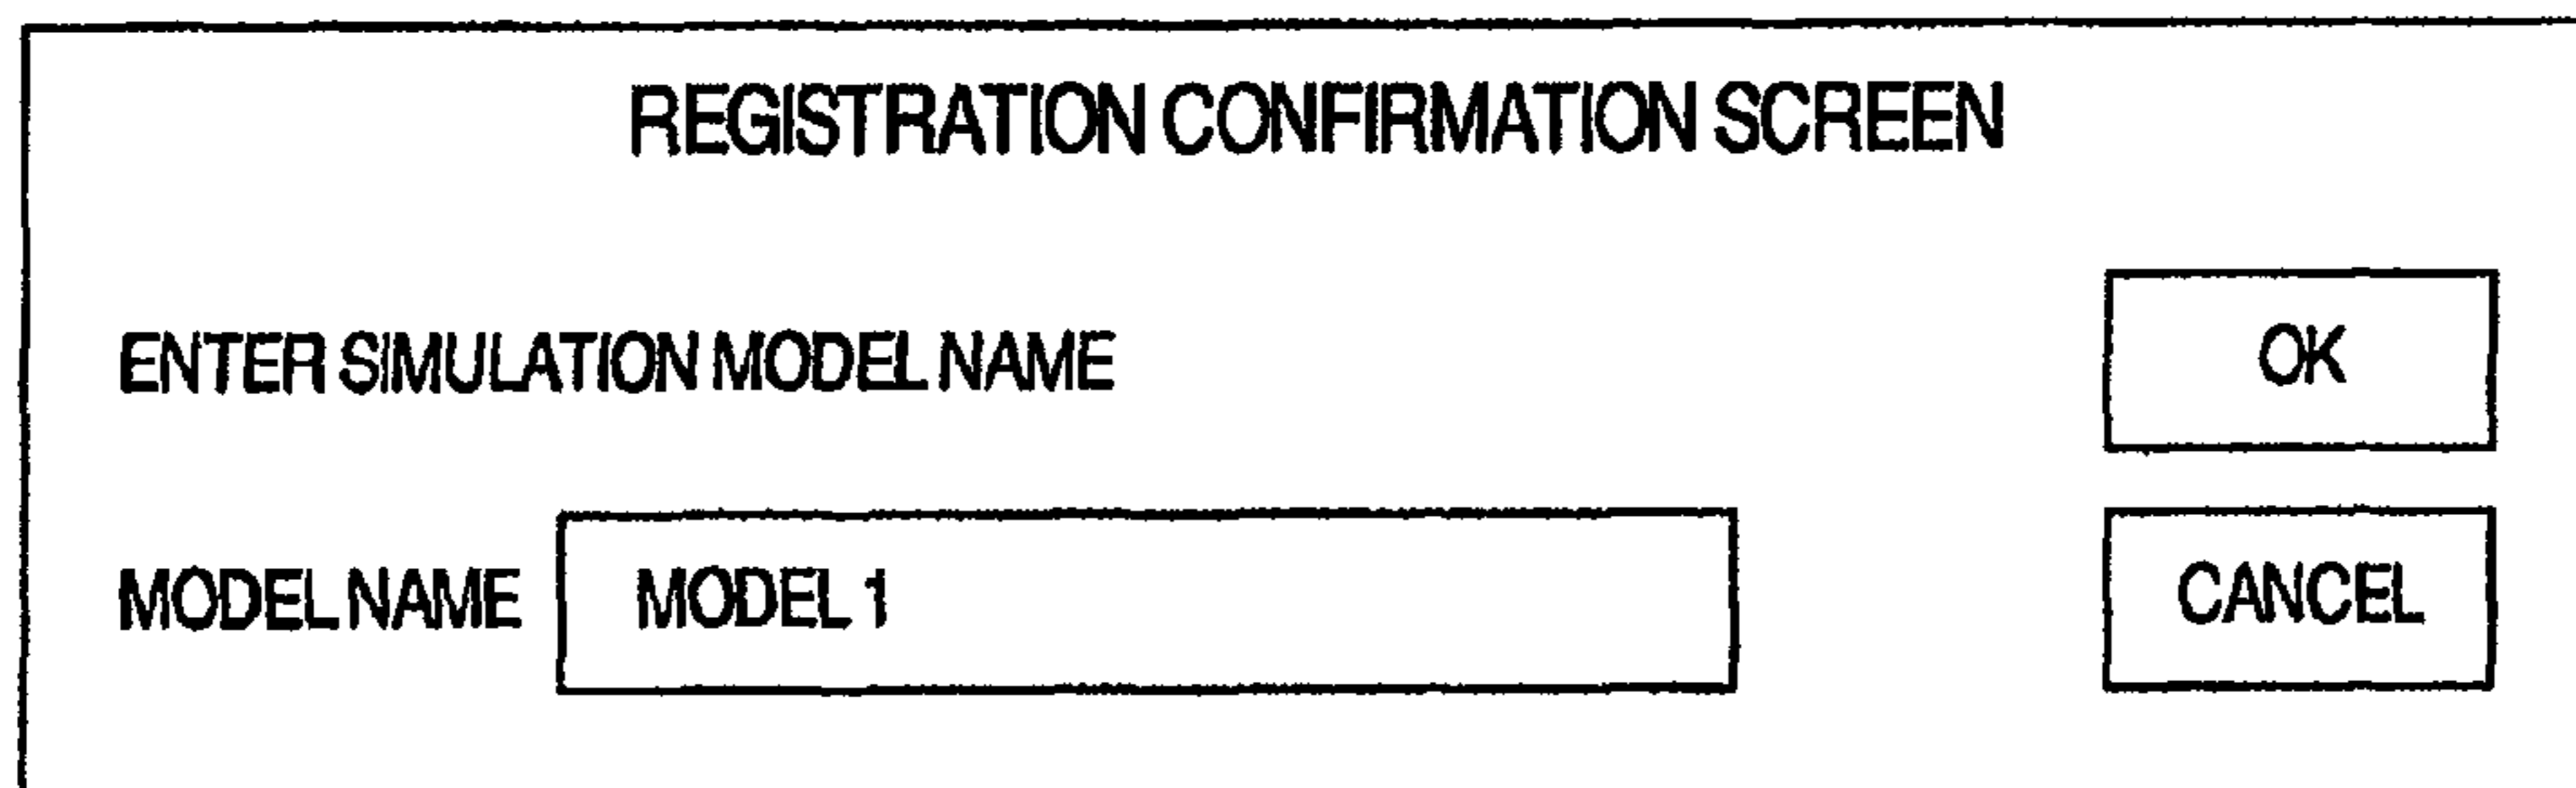 REGISTRATION CONFIRMATION SCREEN
ENTER SIMULATION MODEL NAME
OK
MODEL NAME
MODEL 1
CANCEL